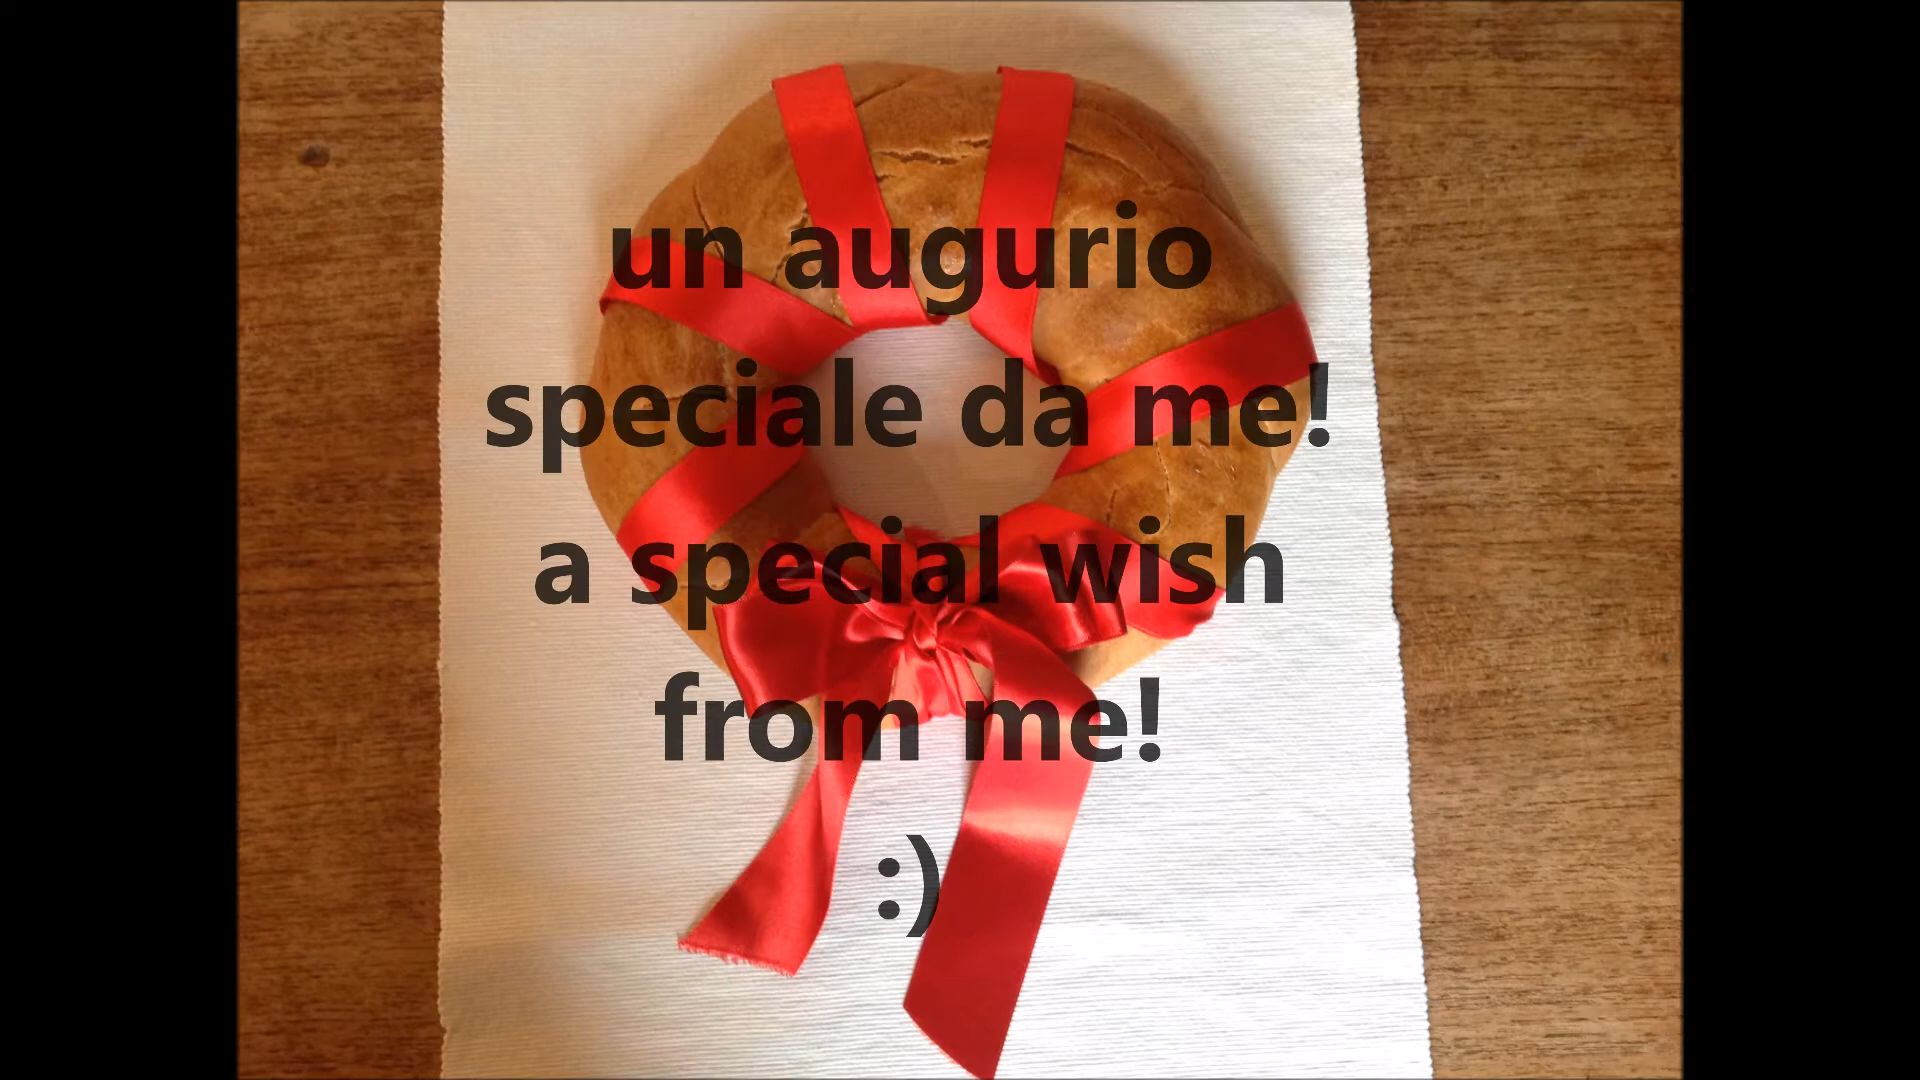 un augurio
speciale da me!
a special wish
from me!
:)